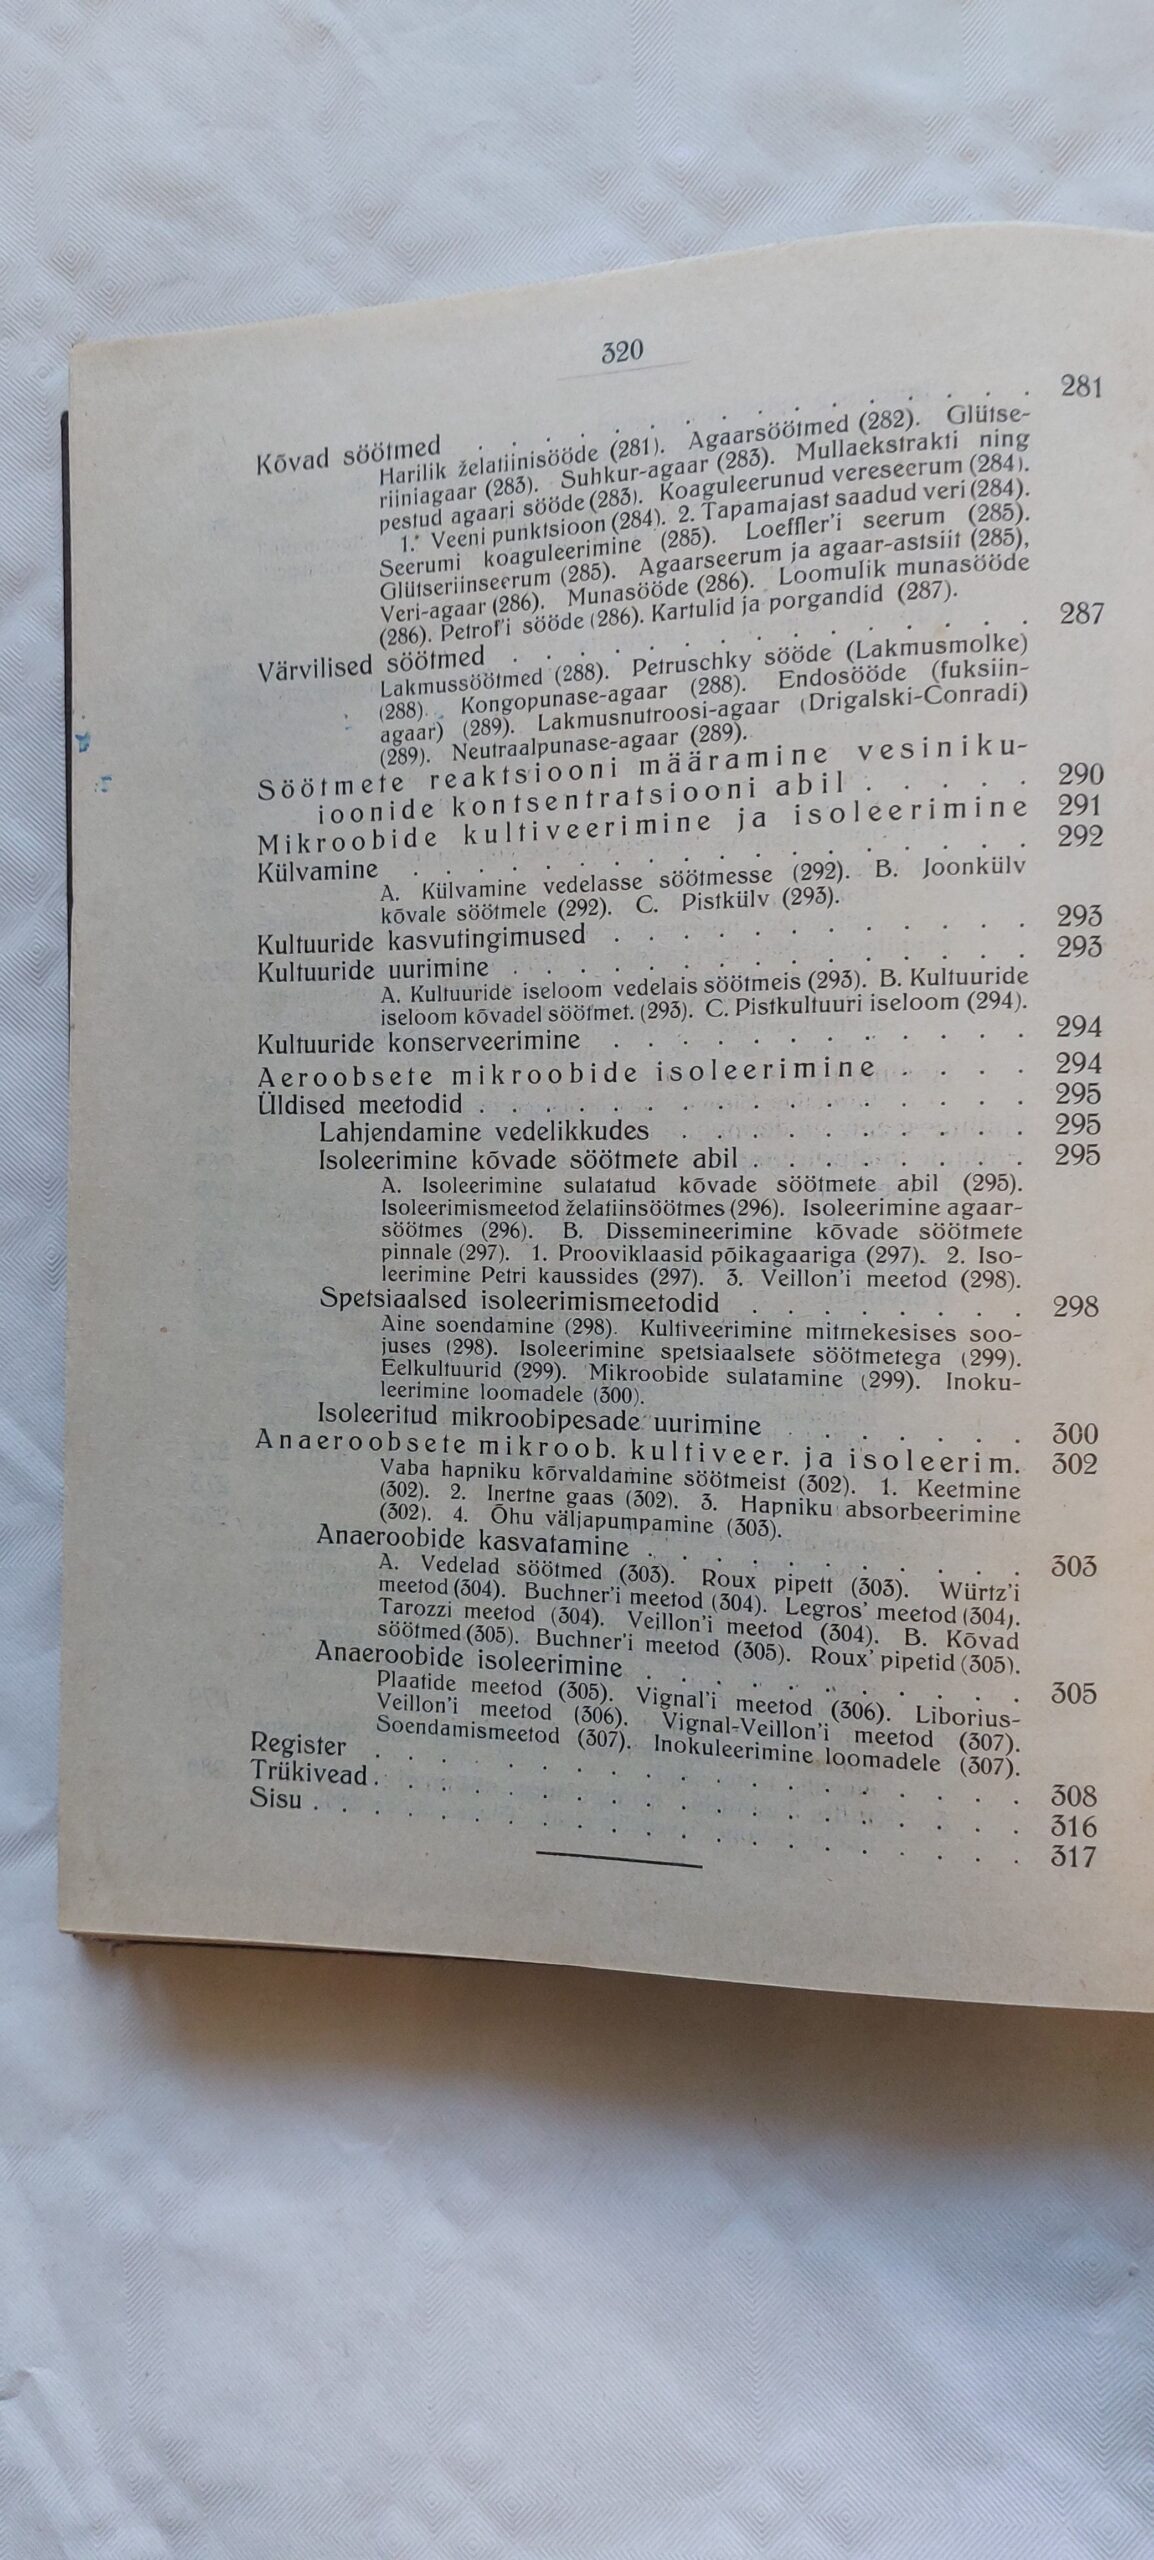 320
Kõvad söötmed . . . . . . . . . . . . . 281
Harilik želatiinisööde (281). Agaarsöötmed (282). Glütse-
riiniagaar (283). Suhkur-agaar (283). Mullaekstrakti ning
pestud agaari sööde (283). Koaguleerunud vereseerum (284).
1. Veeni punktsioon (284). 2. Tapamajast saadud veri (284).
Seerumi koaguleerimine (285). Loeffler'i seerum (285).
Glütseriinseerum (285). Agaarseerum ja agaar-astsiit (285),
Veri-agaar (286). Munasööde (286). Loomulik munasööde
(286). Petrof'i sööde (286). Kartulid ja porgandid (287).
Värvilised söötmed . . . . . . . . . . . . 287
Lakmussöötmed (288). Petruschky sööde (Lakmusmolke)
(288). Kongopunase-agaar (288). Endosööde (fuksiin-
agaar) (289). Lakmusnutroosi-agaar (Drigalski-Conradi)
(289). Neutraalpunase-agaar (289).
Söötmete reaktsiooni määramine vesiniku-
ioonide kontsentratsiooni abil . . . . . 290
Mikroobide kultiveerimine ja isoleerimine 291
Külvamine . . . . . . . . . . . . . . . 292
A. Külvamine vedelasse söötmesse (292). B. Joonkülv
kõvale söötmele (292). C. Pistkülv (293).
Kultuuride kasvutingimused . . . . . . . . . . 293
Kultuuride uurimine . . . . . . . . . . . . . 293
A. Kultuuride iseloom vedelais söötmeis (293). B. Kultuuride
iseloom kõvadel söötmet. (293). C. Pistkultuuri iseloom (294).
Kultuuride konserveerimine . . . . . . . . . . 294
Aeroobsete mikroobide isoleerimine . . . . 294
Üldised meetodid . . . . . . . . . . . . . . 295
Lahjendamine vedelikkudes . . . . . . . . . 295
Isoleerimine kõvade söötmete abil . . . . . . . . 295
A. Isoleerimine sulatatud kõvade söötmete abil (295).
Isoleerimismeetod želatiinsöötmes (296). Isoleerimine agaar-
söötmes (296). B. Dissemineerimine kõvade söötmete
pinnale (297). 1. Prooviklaasid põikagaariga (297). 2. Iso-
leerimine Petri kaussides (297). 3. Veillon'i meetod (298).
Spetsiaalsed isoleerimismeetodid . . . . . . . . 298
Aine soendamine (298). Kultiveerimine mitmekesises soo-
juses (298). Isoleerimine spetsiaalsete söötmetega (299).
Eelkultuurid (299). Mikroobide sulatamine (299). Inoku-
leerimine loomadele (300).
Isoleeritud mikroobipesade uurimine . . . . . . . 300
Anaeroobsete mikroob. kultiveer. ja isoleerim. 302
Vaba hapniku kõrvaldamine söötmeist (302). 1. Keetmine
(302). 2. Inertne gaas (302). 3. Hapniku absorbeerimine
(302). 4. Õhu väljapumpamine (303).
Anaeroobide kasvatamine . . . . . . . . . . . 303
A. Vedelad söötmed (303). Roux pipett (303). Würtz'i
meetod (304). Buchner'i meetod (304). Legros' meetod (304).
Tarozzi meetod (304). Veillon'i meetod (304). B. Kõvad
söötmed (305). Buchner'i meetod (305). Roux' pipetid (305).
Anaeroobide isoleerimine . . . . . . . . . . . 305
Plaatide meetod (305). Vignal'i meetod (306). Liborius-
Veillon'i meetod (306). Vignal-Veillon'i meetod (307).
Soendamismeetod (307). Inokuleerimine loomadele (307).
Register . . . . . . . . . . . . . . . . . 308
Trükivead . . . . . . . . . . . . . . . . . 316
Sisu . . . . . . . . . . . . . . . . . . . 317